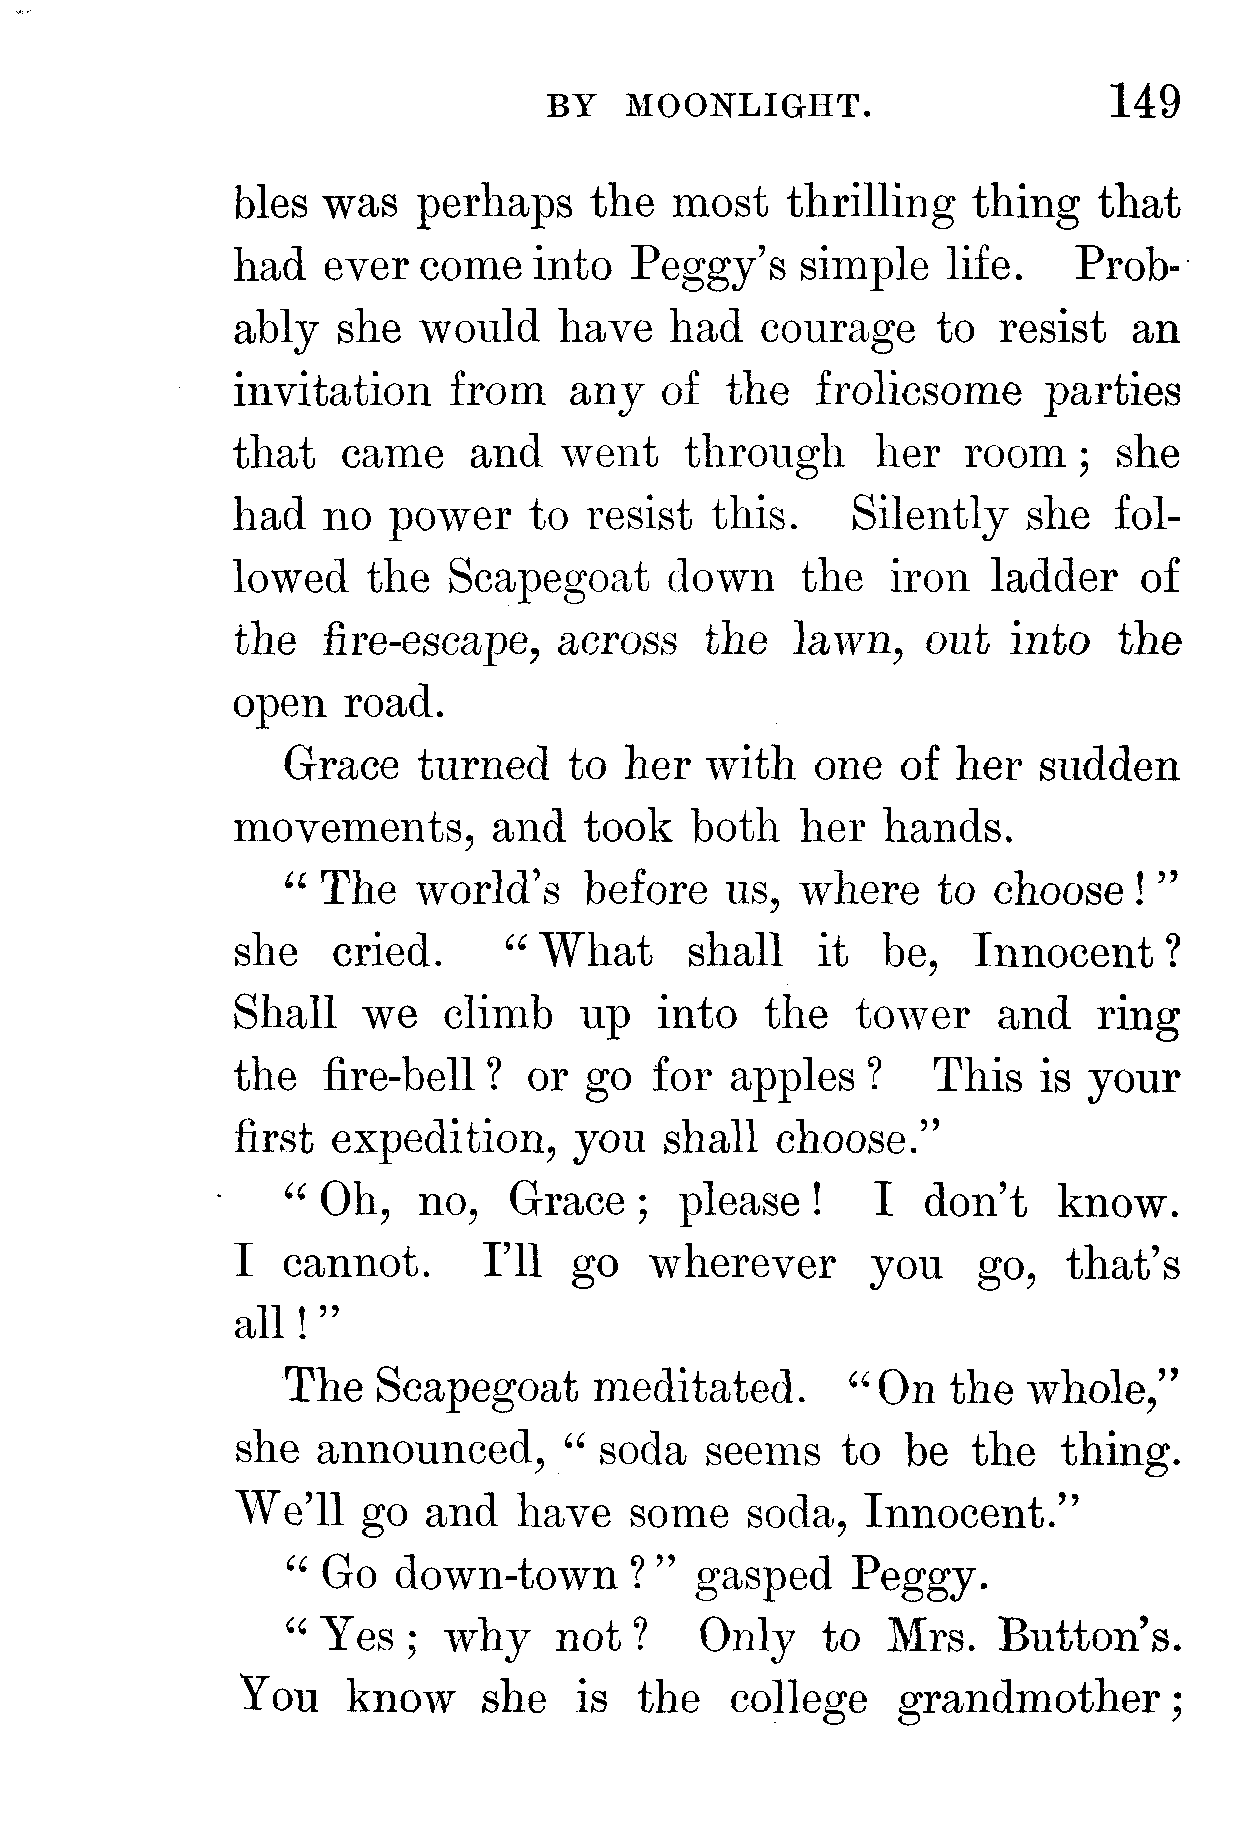 BY MOONLIGHT. 149
bles was perhaps the most thrilling thing that
had ever come into Peggy's simple life. Prob-
ably she would have had courage to resist an
invitation from any of the frolicsome parties
that came and went through her room ; she
had no power to resist this. Silently she fol-
lowed the Scapegoat down the iron ladder of
the fire-escape, across the lawn, out into the
open road.
Grace turned to her with one of her sudden
movements, and took both her hands.
“ The world's before us, where to choose ! ”
she cried. “ What shall it be, Innocent ?
Shall we climb up into the tower and ring
the fire-bell ? or go for apples ? This is your
first expedition, you shall choose.”
“ Oh, no, Grace ; please ! I don't know.
I cannot. I'll go wherever you go, that's
all ! ”
The Scapegoat meditated. “ On the whole,”
she announced, “ soda seems to be the thing.
We'll go and have some soda, Innocent.”
“ Go down-town ? ” gasped Peggy.
“ Yes ; why not ? Only to Mrs. Button's.
You know she is the college grandmother ;